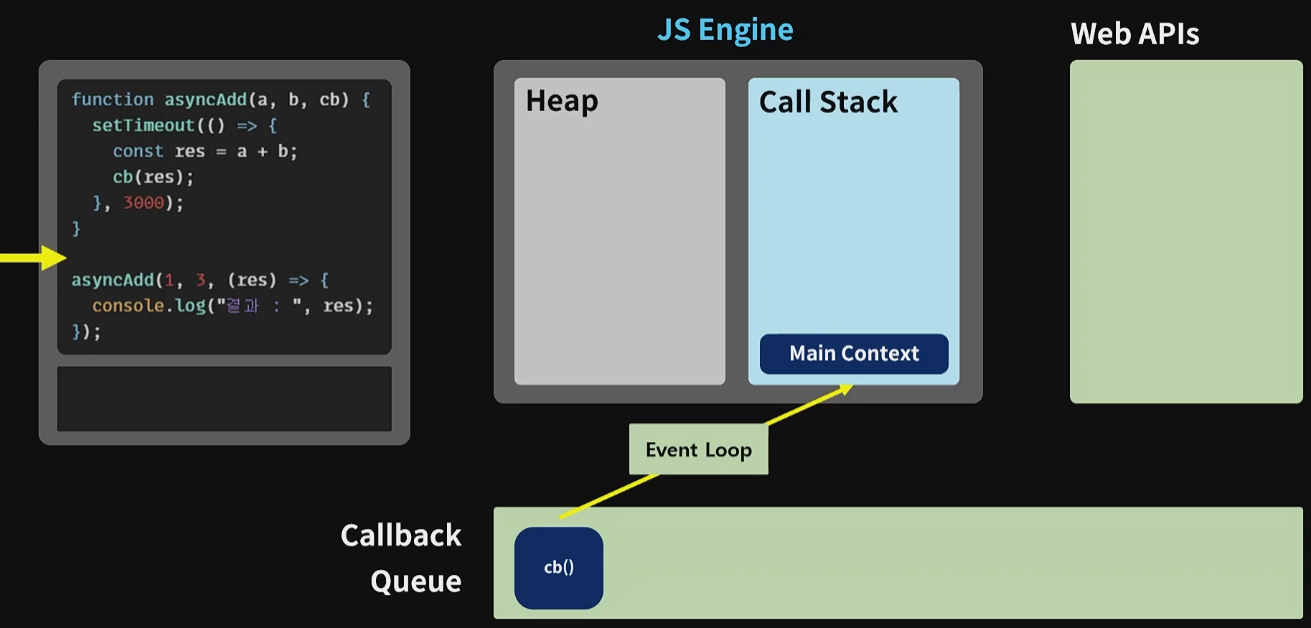 JS Engine
Web APIs
function asyncAdd(a, b, cb) {
  setTimeout(() => {
    const res = a + b;
    cb(res);
  }, 3000);
}
asyncAdd(1, 3, (res) => {
  console.log("결과 : ", res);
});
Heap
Call Stack
Main Context
Event Loop
Callback
Queue
cb()